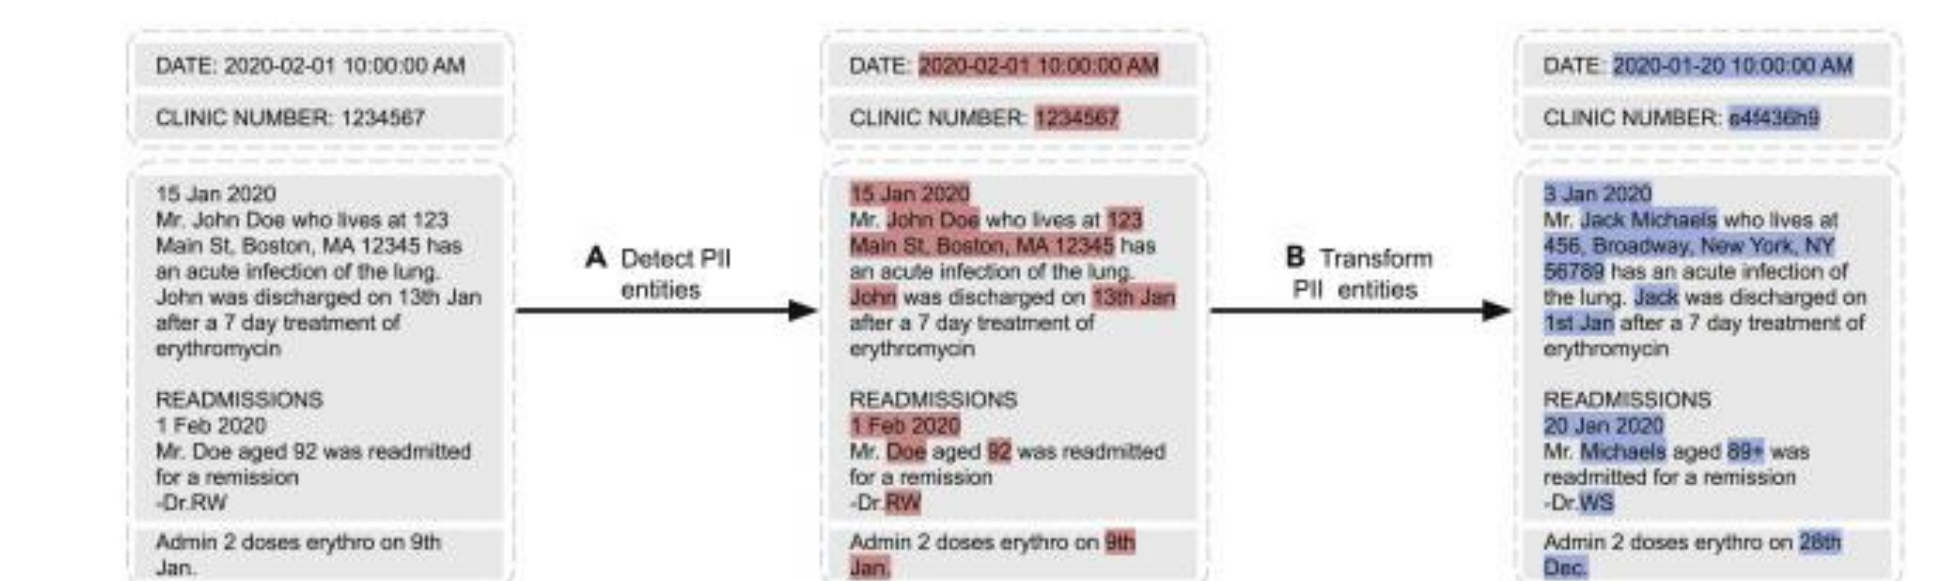 DATE: 2020-02-01 10:00:00 AM
CLINIC NUMBER: 1234567
15 Jan 2020
Mr. John Doe who lives at 123
Main St, Boston, MA 12345 has
an acute infection of the lung.
John was discharged on 13th Jan
after a 7 day treatment of
erythromycin
READMISSIONS
1 Feb 2020
Mr. Doe aged 92 was readmitted
for a remission
-Dr.RW
Admin 2 doses erythro on 9th
Jan.
A Detect PII
entities
DATE: 2020-02-01 10:00:00 AM
CLINIC NUMBER: 1234567
15 Jan 2020
Mr. John Doe who lives at 123
Main St, Boston, MA 12345 has
an acute infection of the lung.
John was discharged on 13th Jan
after a 7 day treatment of
erythromycin
READMISSIONS
1 Feb 2020
Mr. Doe aged 92 was readmitted
for a remission
-Dr.RW
Admin 2 doses erythro on 9th
Jan.
B Transform
PII entities
DATE: 2020-01-20 10:00:00 AM
CLINIC NUMBER: e4f436h9
3 Jan 2020
Mr. Jack Michaels who lives at
456, Broadway, New York, NY
56789 has an acute infection of
the lung. Jack was discharged on
1st Jan after a 7 day treatment of
erythromycin
READMISSIONS
20 Jan 2020
Mr. Michaels aged 89+ was
readmitted for a remission
-Dr.WS
Admin 2 doses erythro on 28th
Dec.